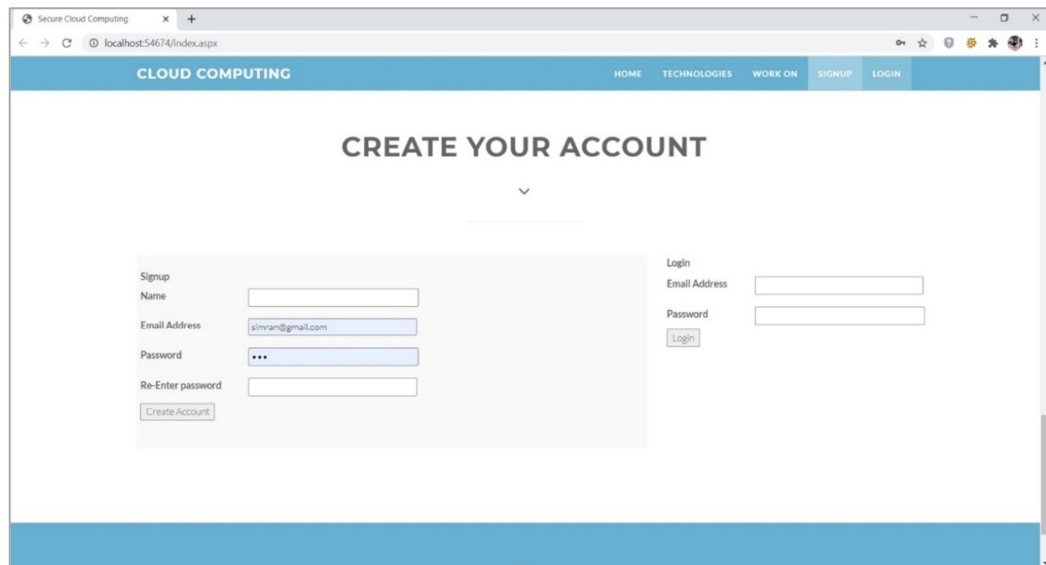 Secure Cloud Computing
localhost:54674/index.aspx
CLOUD COMPUTING
HOME TECHNOLOGIES WORK ON SIGNUP LOGIN
CREATE YOUR ACCOUNT
Signup
Name
Email Address simran@gmail.com
Password •••
Re-Enter password
Create Account
Login
Email Address
Password
Login